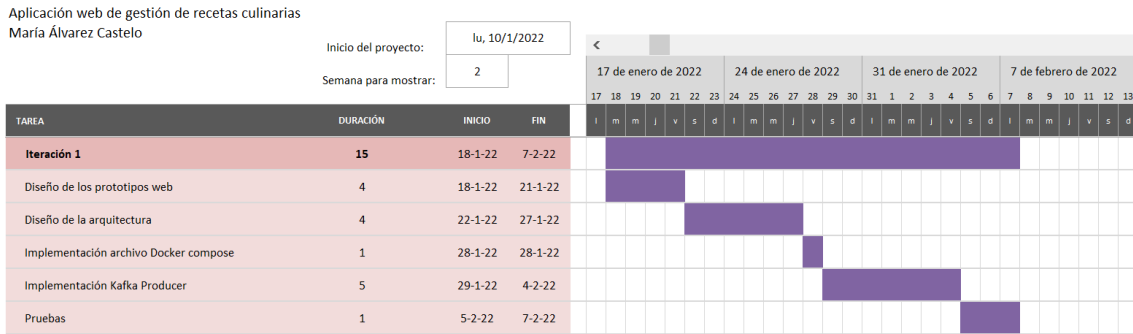 Aplicación web de gestión de recetas culinarias
María Álvarez Castelo
Inicio del proyecto: lu, 10/1/2022
Semana para mostrar: 2
17 de enero de 2022 24 de enero de 2022 31 de enero de 2022 7 de febrero de 2022
17 18 19 20 21 22 23 24 25 26 27 28 29 30 31 1 2 3 4 5 6 7 8 9 10 11 12 13
TAREA DURACIÓN INICIO FIN l m m j v s d l m m j v s d l m m j v s d l m m j v s d
Iteración 1 15 18-1-22 7-2-22
Diseño de los prototipos web 4 18-1-22 21-1-22
Diseño de la arquitectura 4 22-1-22 27-1-22
Implementación archivo Docker compose 1 28-1-22 28-1-22
Implementación Kafka Producer 5 29-1-22 4-2-22
Pruebas 1 5-2-22 7-2-22